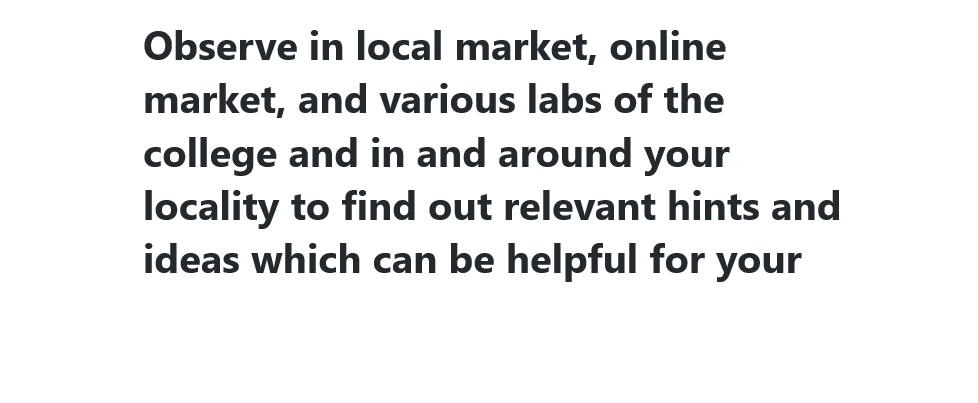 Observe in local market, online
market, and various labs of the
college and in and around your
locality to find out relevant hints and
ideas which can be helpful for your